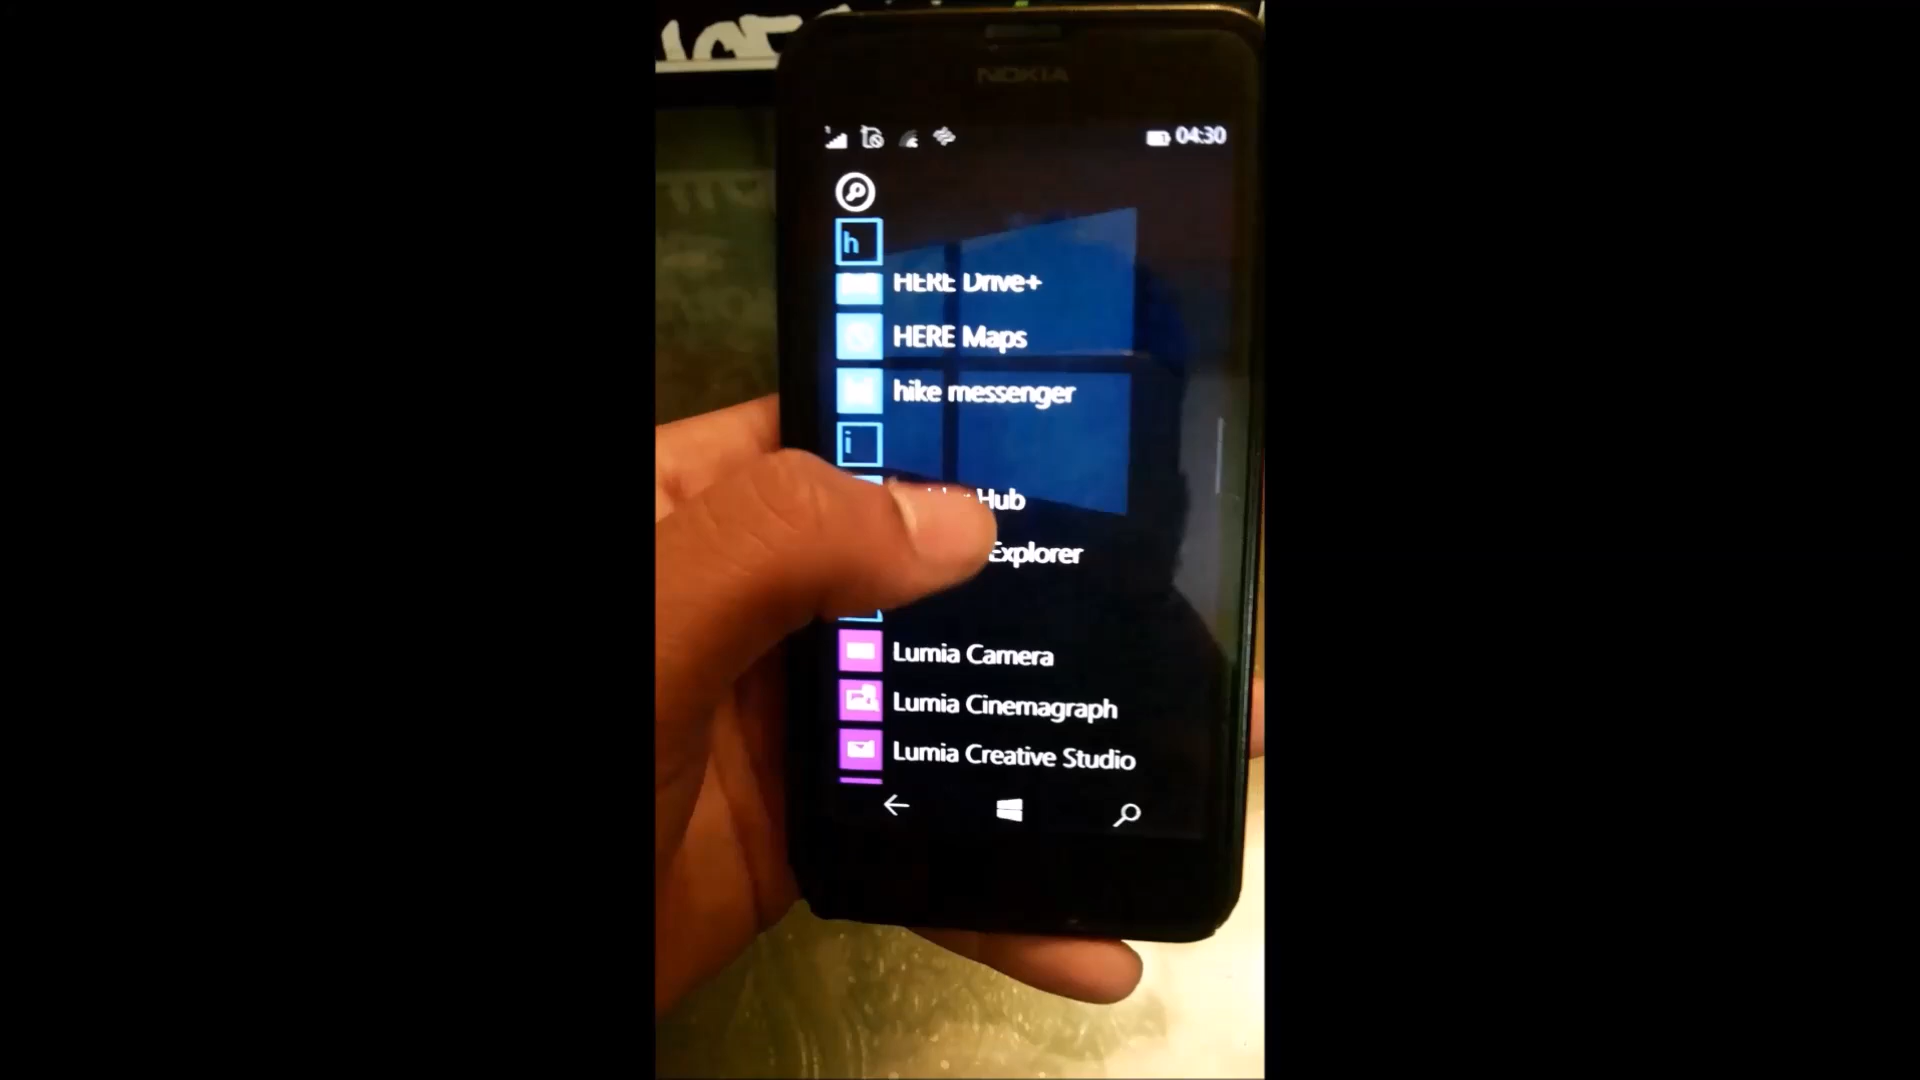 NOKIA
04:30
h
HERE Drive+
HERE Maps
hike messenger
i
Hub
Explorer
Lumia Camera
Lumia Cinemagraph
Lumia Creative Studio